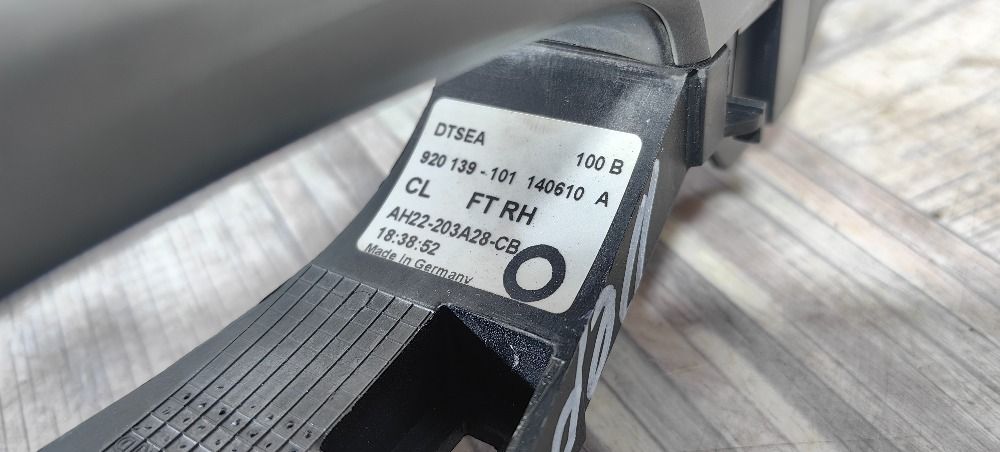 DTSEA 100 B
920 139 - 101 140610 A
CL FT RH
AH22-203A28-CB
18:38:52
Made In Germany